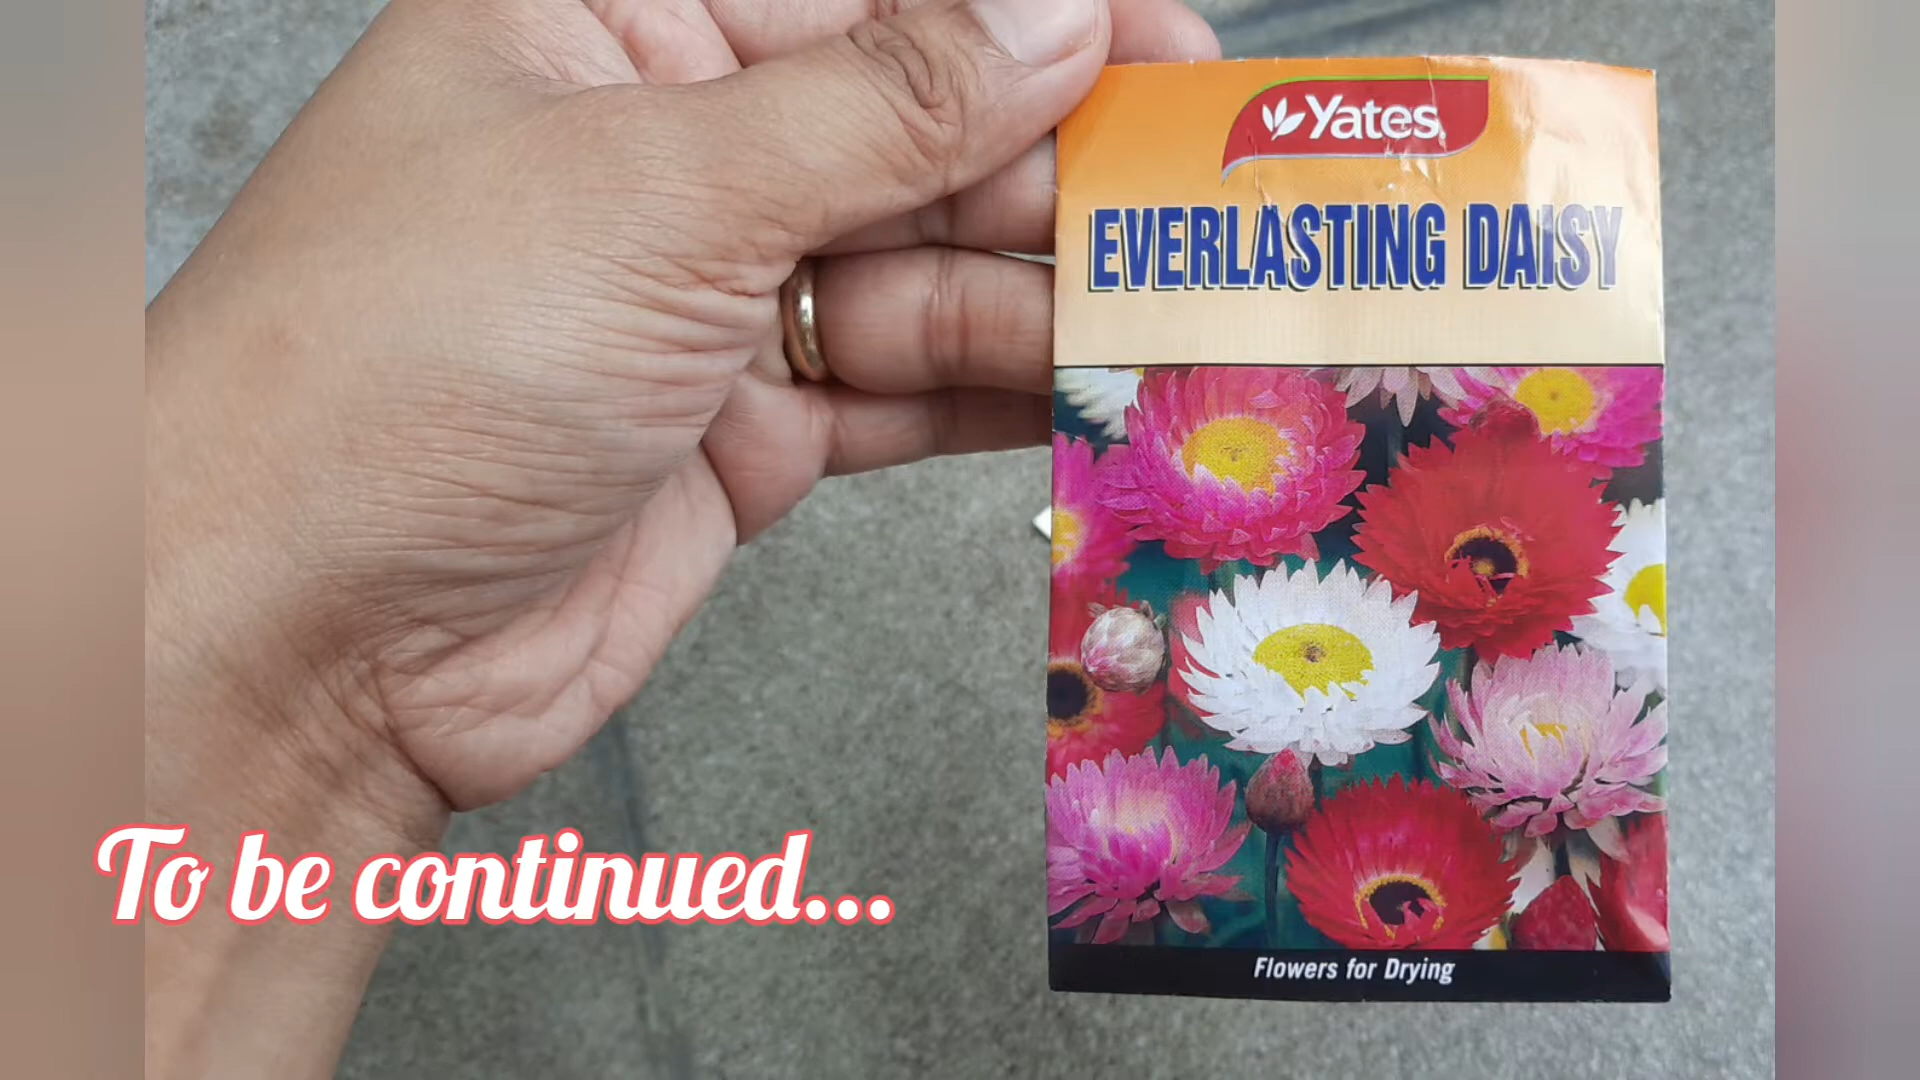 Yates
EVERLASTING DAISY
To be continued...
Flowers for Drying